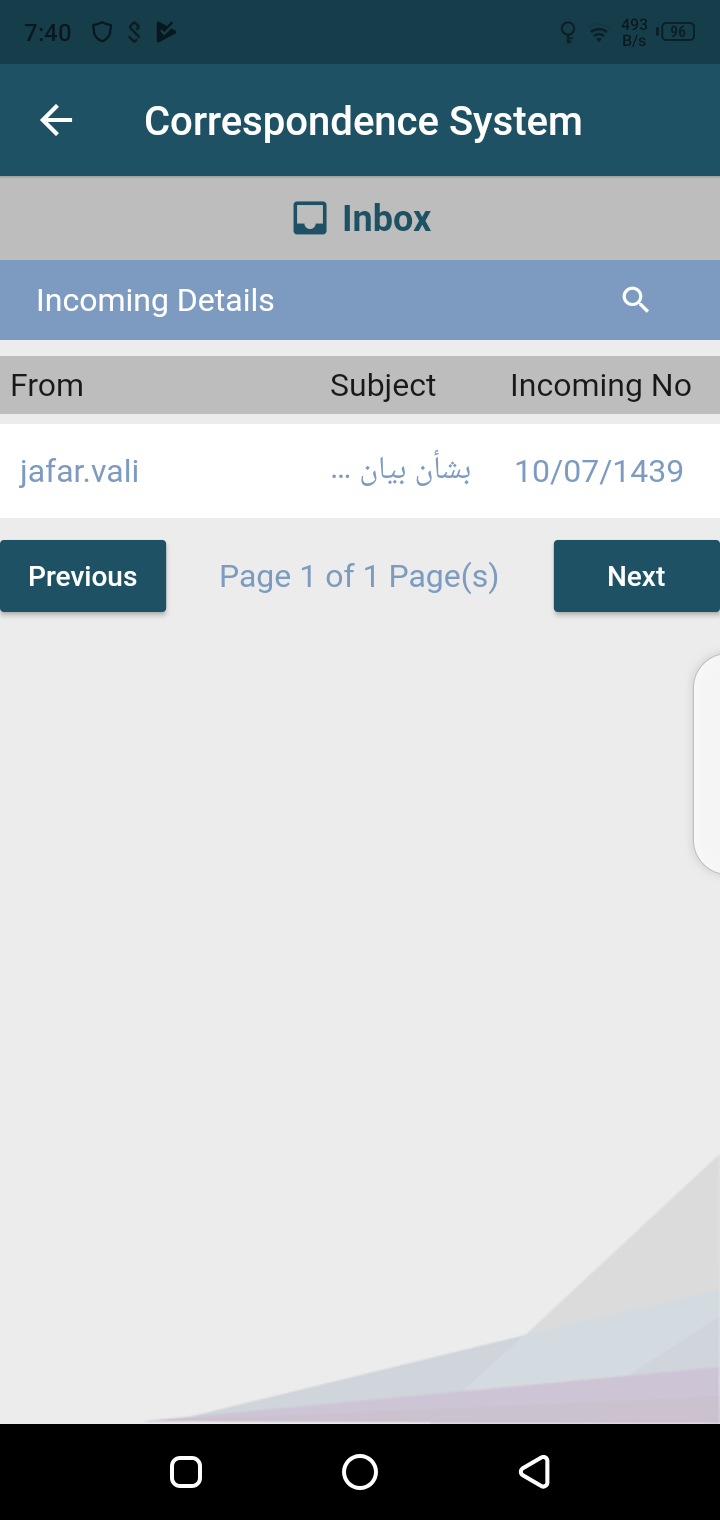 7:40 493 B/s 96
Correspondence System
Inbox
Incoming Details
From Subject Incoming No
jafar.vali بشأن بيان ... 10/07/1439
Previous Page 1 of 1 Page(s) Next